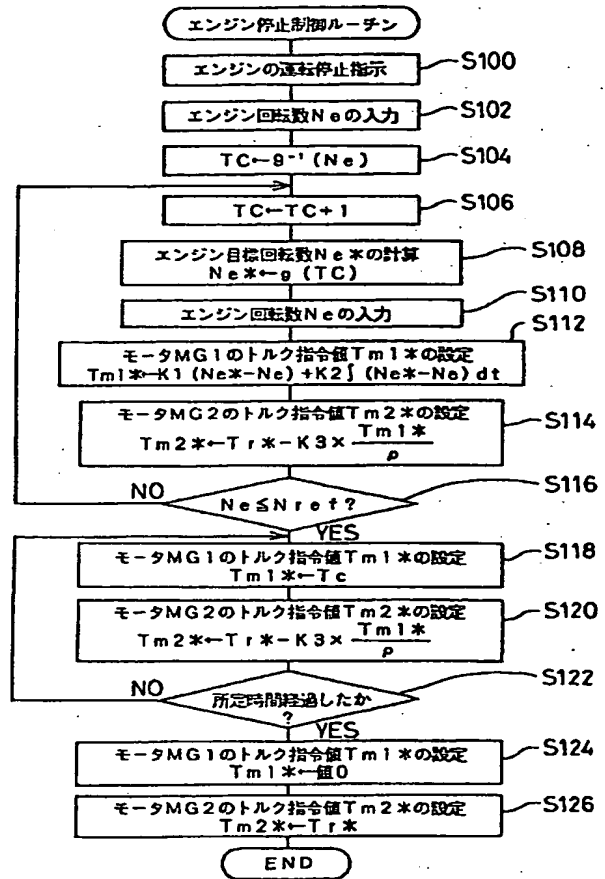 エンジン停止制御ルーチン
エンジンの運転停止指示
S100
エンジン回転数Neの入力
S102
TC←g⁻¹(Ne)
S104
TC←TC+1
S106
エンジン目標回転数Ne*の計算
Ne*←g(TC)
S108
エンジン回転数Neの入力
S110
モータMG1のトルク指令値Tm1*の設定
Tm1*←K1(Ne*-Ne)+K2∫(Ne*-Ne)dt
S112
モータMG2のトルク指令値Tm2*の設定
Tm2*←Tr*-K3×Tm1*/ρ
S114
Ne≦Nref?
S116
NO
YES
モータMG1のトルク指令値Tm1*の設定
Tm1*←Tc
S118
モータMG2のトルク指令値Tm2*の設定
Tm2*←Tr*-K3×Tm1*/ρ
S120
所定時間経過したか
?
S122
NO
YES
モータMG1のトルク指令値Tm1*の設定
Tm1*←値0
S124
モータMG2のトルク指令値Tm2*の設定
Tm2*←Tr*
S126
END